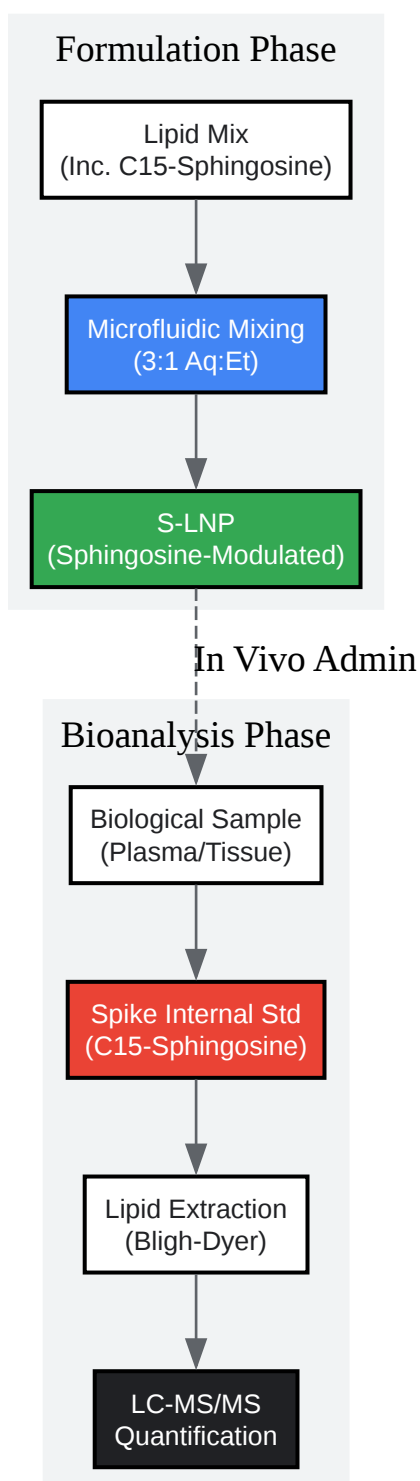 Formulation Phase
Lipid Mix
(Inc. C15-Sphingosine)
Microfluidic Mixing
(3:1 Aq:Et)
S-LNP
(Sphingosine-Modulated)
In Vivo Admin
Bioanalysis Phase
Biological Sample
(Plasma/Tissue)
Spike Internal Std
(C15-Sphingosine)
Lipid Extraction
(Bligh-Dyer)
LC-MS/MS
Quantification